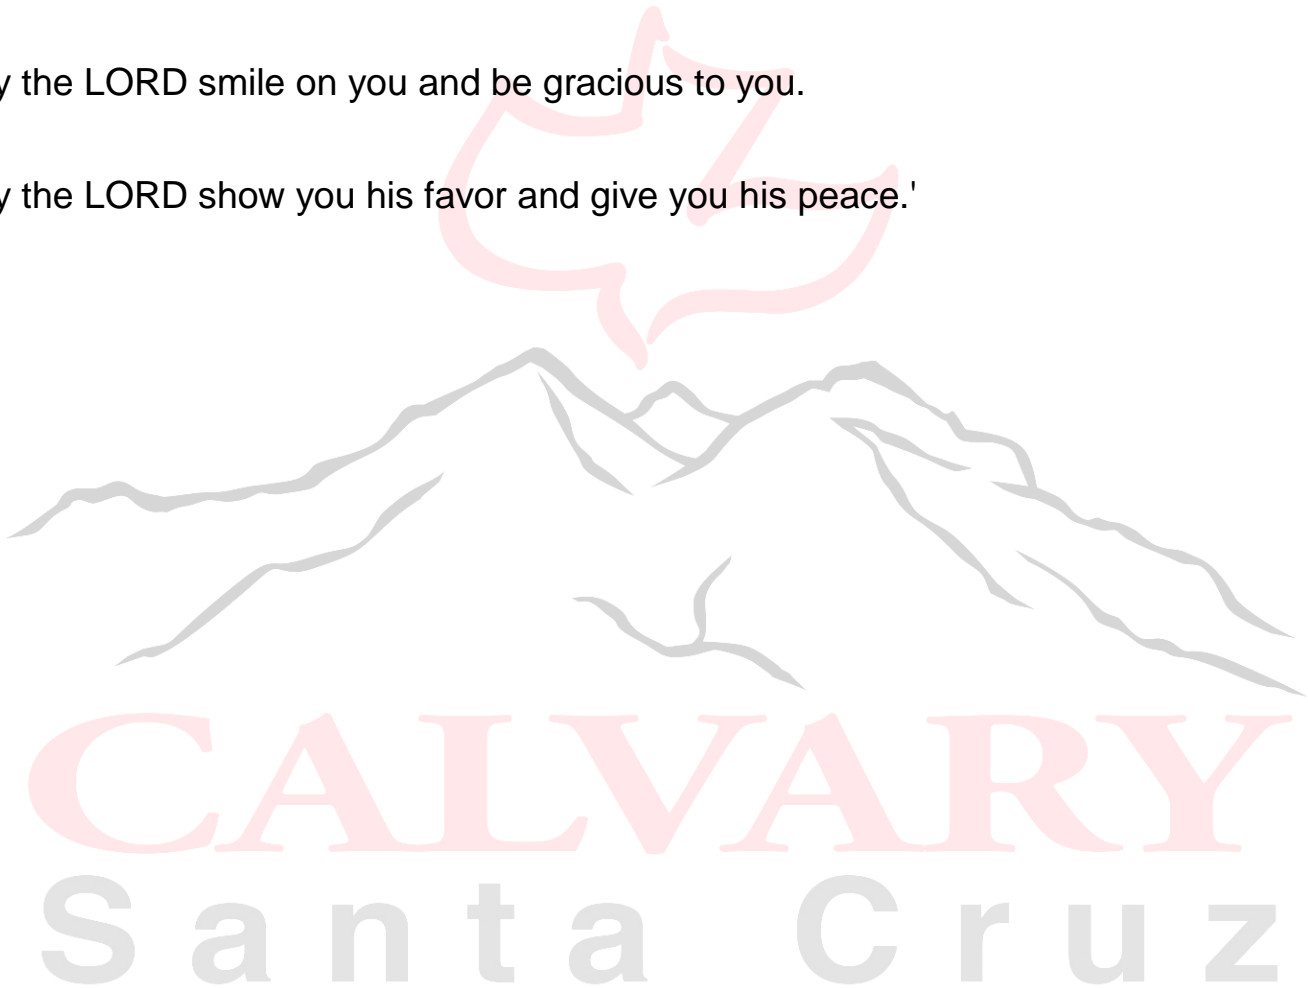 y the LORD smile on you and be gracious to you.
y the LORD show you his favor and give you his peace.'
CALVARY
Santa Cruz